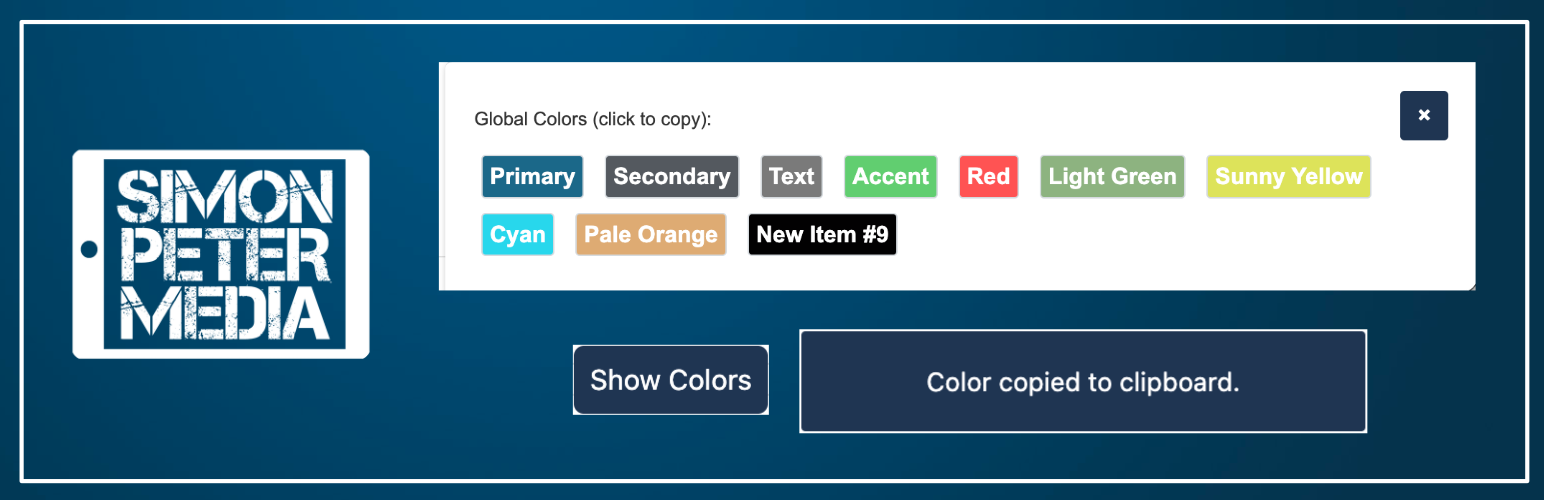 SIMON
PETER
MEDIA
Global Colors (click to copy):
✖
Primary Secondary Text Accent Red Light Green Sunny Yellow
Cyan Pale Orange New Item #9
Show Colors
Color copied to clipboard.